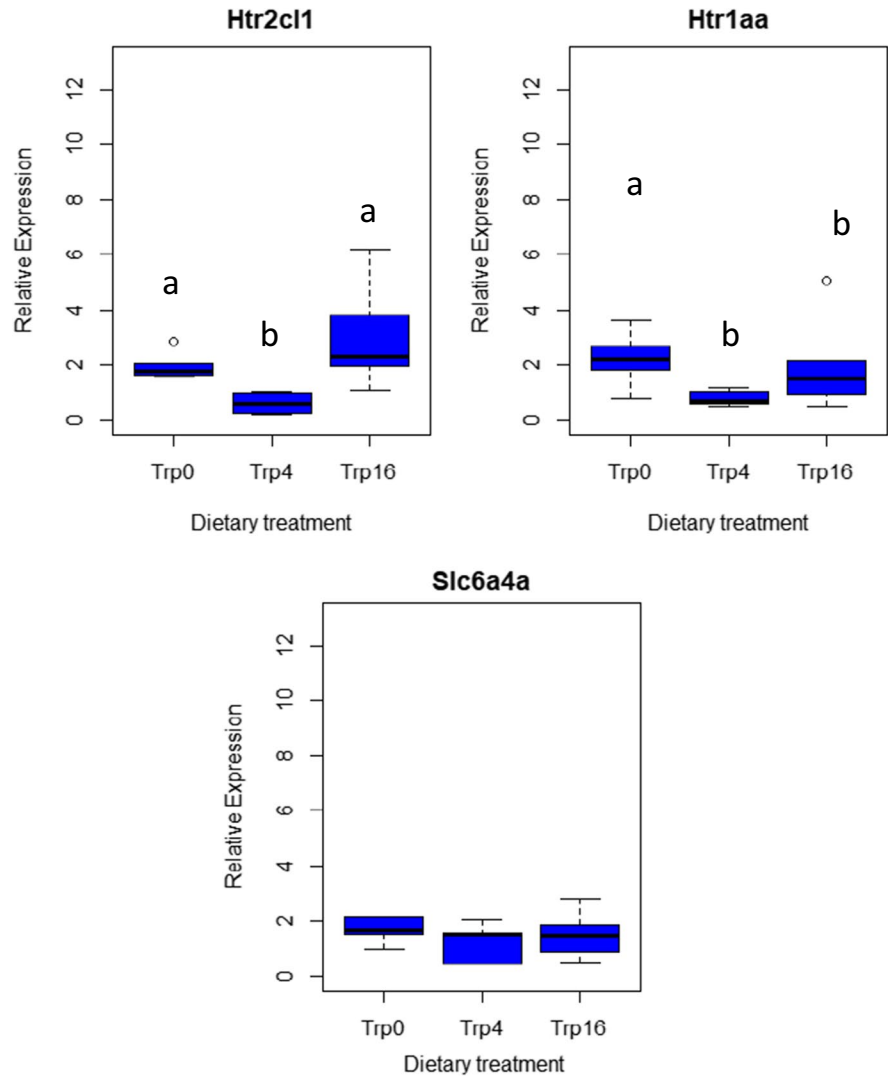 Htr2cl1
Relative Expression
0 2 4 6 8 10 12
a
b
a
Trp0 Trp4 Trp16
Dietary treatment
Htr1aa
Relative Expression
0 2 4 6 8 10 12
a
b
b
Trp0 Trp4 Trp16
Dietary treatment
Slc6a4a
Relative Expression
0 2 4 6 8 10 12
Trp0 Trp4 Trp16
Dietary treatment